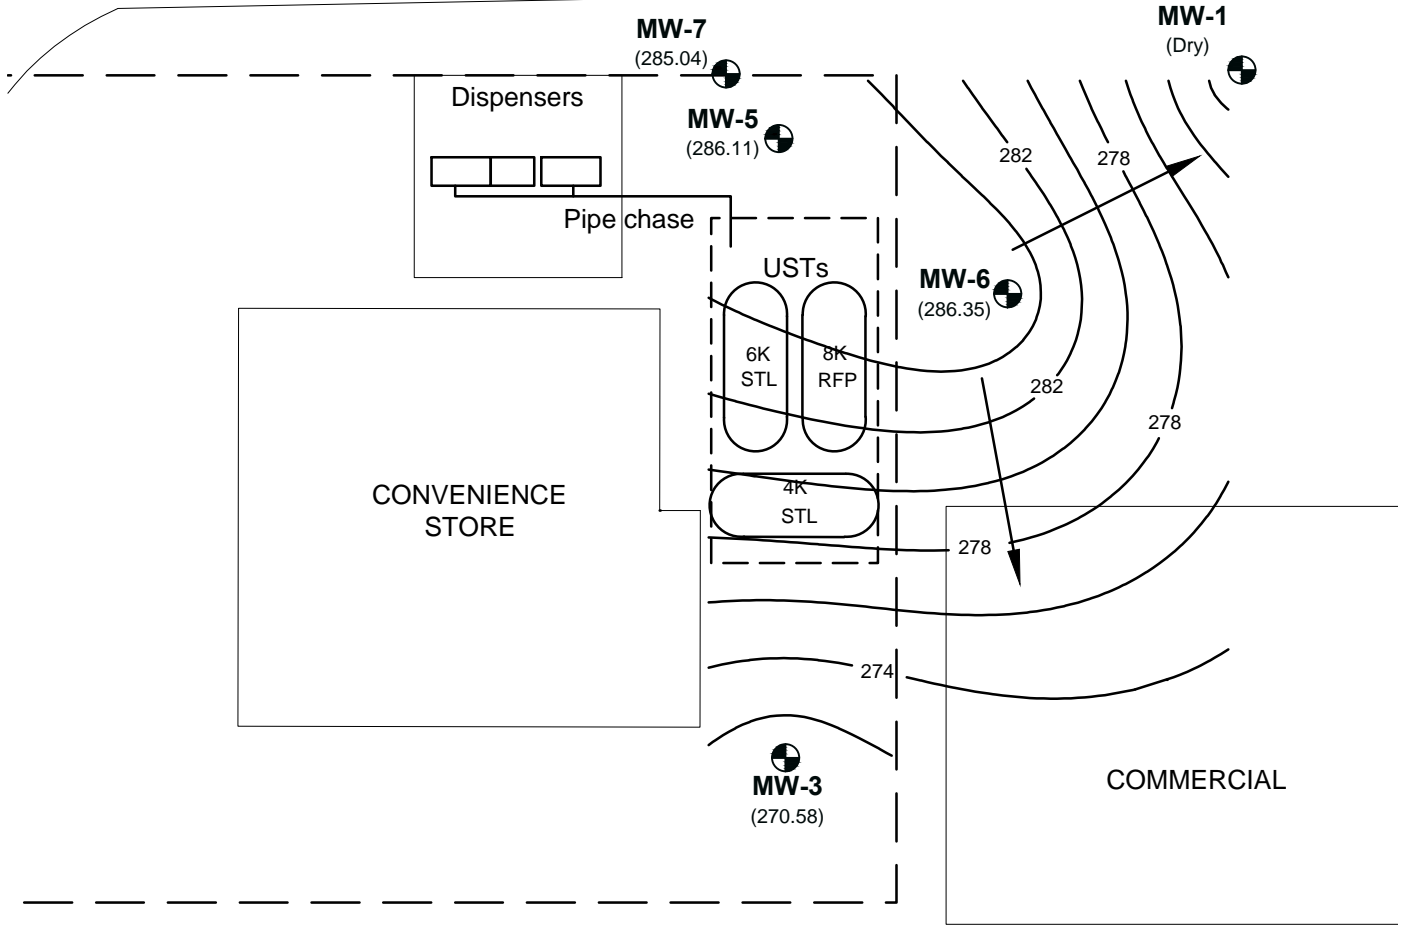 MW-1
(Dry)
MW-7
(285.04)
Dispensers
MW-5
(286.11)
282
278
Pipe chase
USTs
MW-6
(286.35)
6K
STL
8K
RFP
282
278
CONVENIENCE
STORE
4K
STL
278
274
MW-3
(270.58)
COMMERCIAL